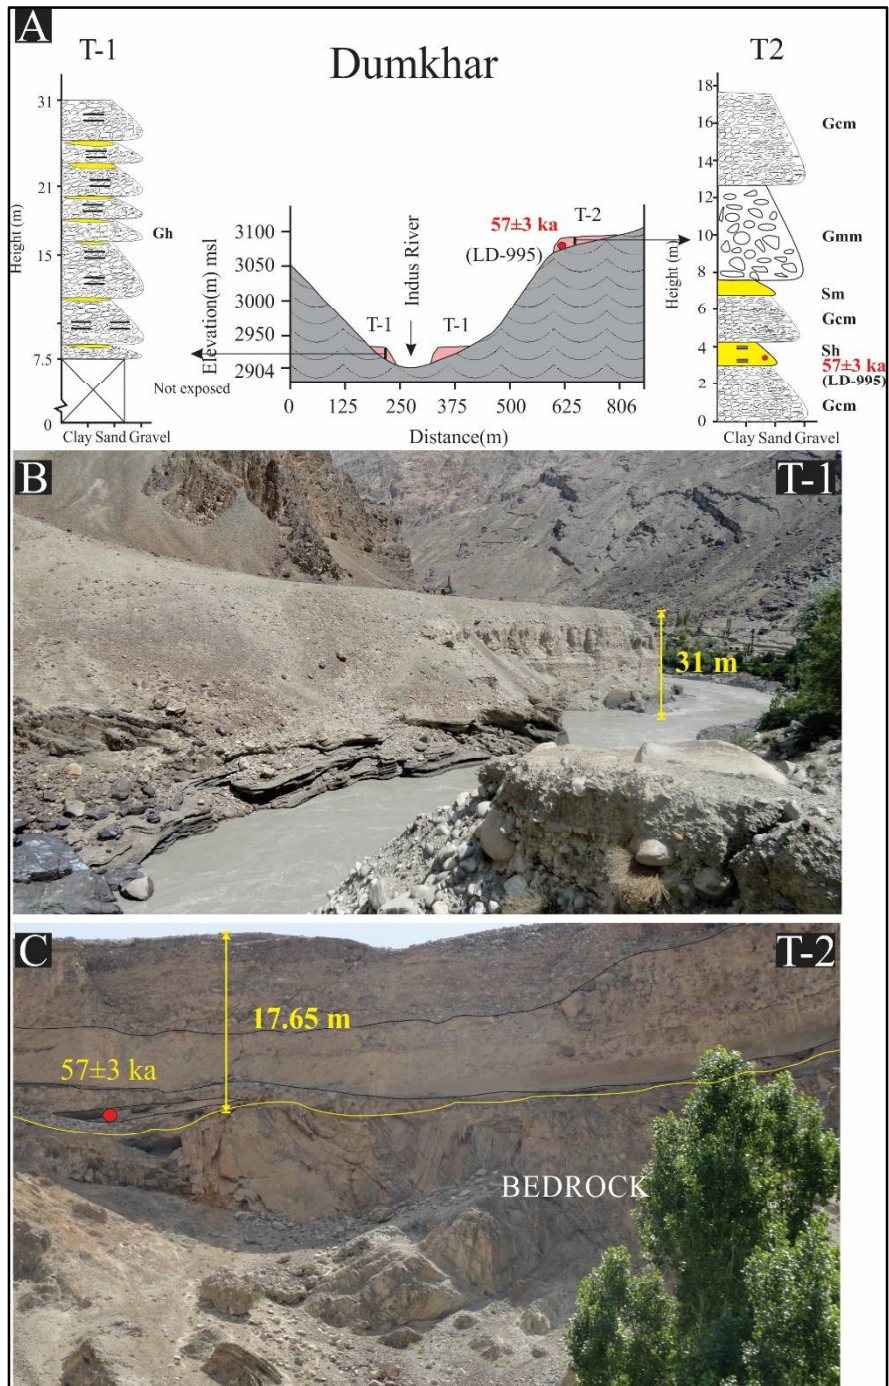 A
T-1
Dumkhar
T2
31
21
15
7.5
0
Height (m)
Gh
Not exposed
Clay Sand Gravel
3100
3050
3000
2950
2904
Elevation(m) msl
57±3 ka
(LD-995)
T-2
Indus River
T-1
T-1
0 125 250 375 500 625 806
Distance(m)
18
16
14
12
10
8
6
4
2
0
Height (m)
Gcm
Gmm
Sm
Gcm
Sh
57±3 ka
(LD-995)
Gcm
Clay Sand Gravel
B
T-1
31 m
C
T-2
17.65 m
57±3 ka
BEDROCK